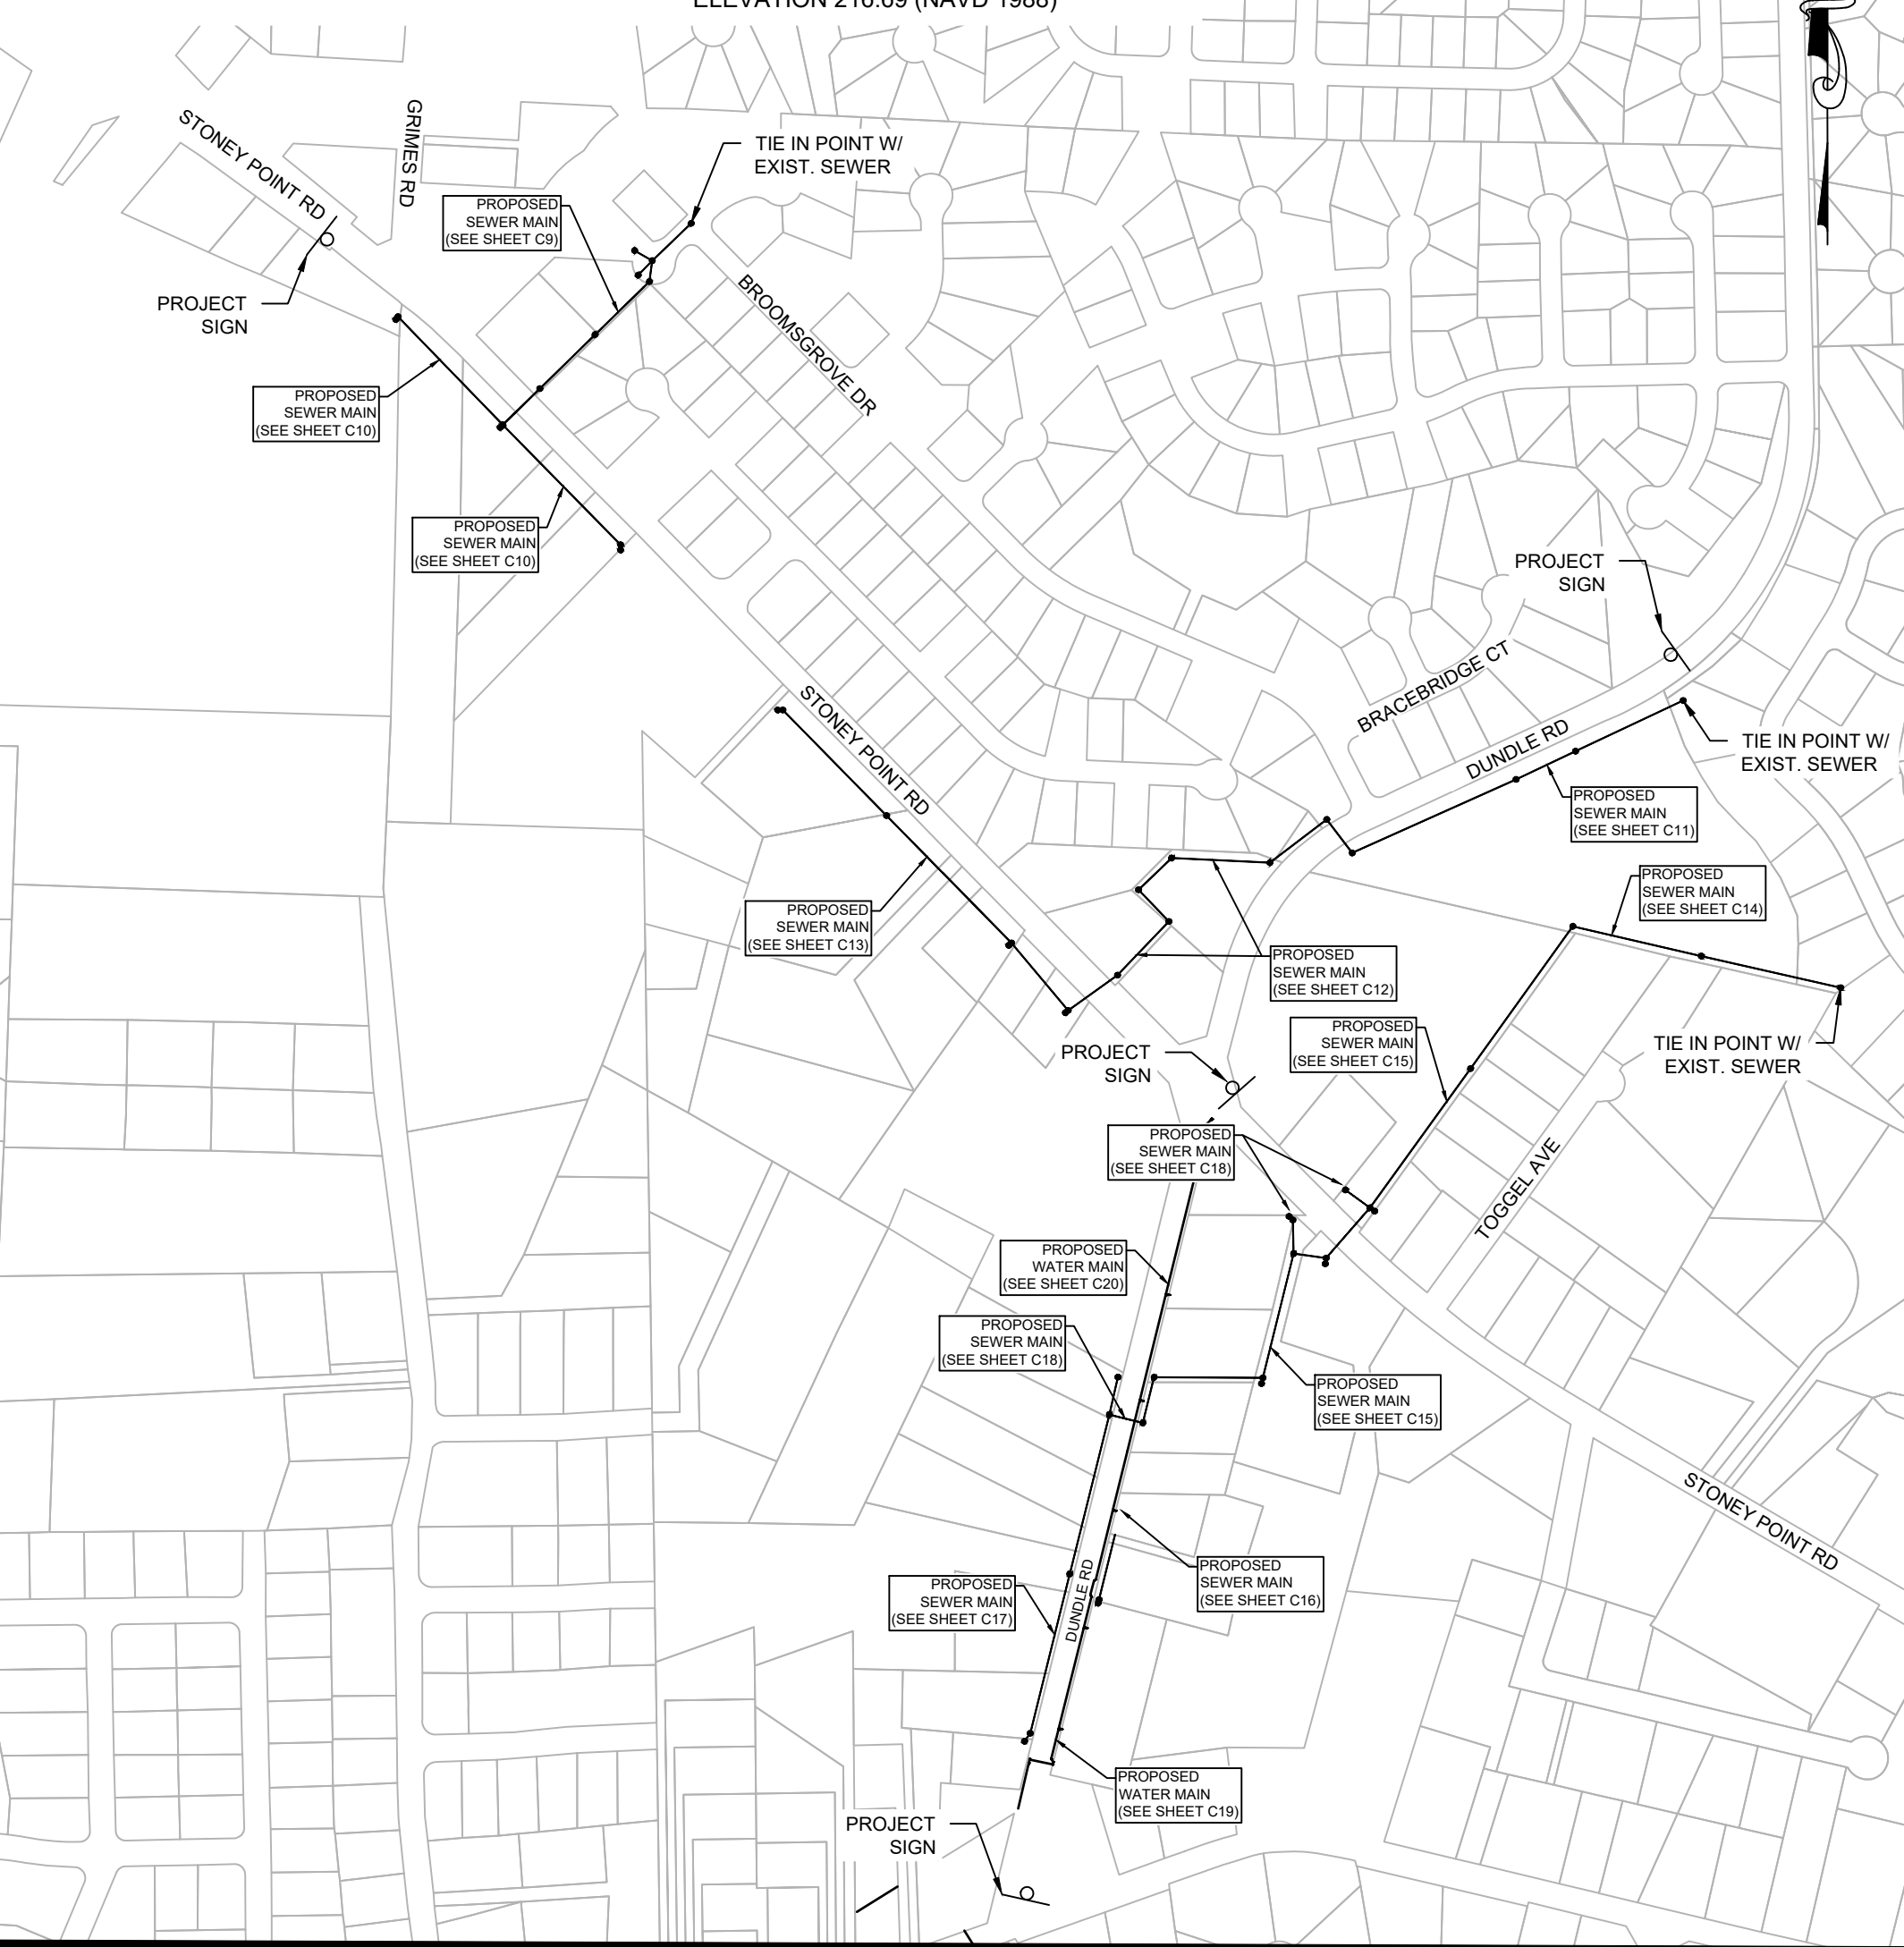 ELEVATION 216.69 (NAVD 1988)
STONEY POINT RD
GRIMES RD
TIE IN POINT W/
EXIST. SEWER
PROPOSED
SEWER MAIN
(SEE SHEET C9)
PROJECT
SIGN
BROOMSGROVE DR
PROPOSED
SEWER MAIN
(SEE SHEET C10)
PROPOSED
SEWER MAIN
(SEE SHEET C10)
PROJECT
SIGN
BRACEBRIDGE CT
STONEY POINT RD
DUNDLE RD
TIE IN POINT W/
EXIST. SEWER
PROPOSED
SEWER MAIN
(SEE SHEET C11)
PROPOSED
SEWER MAIN
(SEE SHEET C14)
PROPOSED
SEWER MAIN
(SEE SHEET C13)
PROPOSED
SEWER MAIN
(SEE SHEET C12)
PROPOSED
SEWER MAIN
(SEE SHEET C15)
TIE IN POINT W/
EXIST. SEWER
PROJECT
SIGN
PROPOSED
SEWER MAIN
(SEE SHEET C18)
TOGGEL AVE
PROPOSED
WATER MAIN
(SEE SHEET C20)
PROPOSED
SEWER MAIN
(SEE SHEET C18)
PROPOSED
SEWER MAIN
(SEE SHEET C15)
STONEY POINT RD
PROPOSED
SEWER MAIN
(SEE SHEET C16)
PROPOSED
SEWER MAIN
(SEE SHEET C17)
DUNDLE RD
PROPOSED
WATER MAIN
(SEE SHEET C19)
PROJECT
SIGN